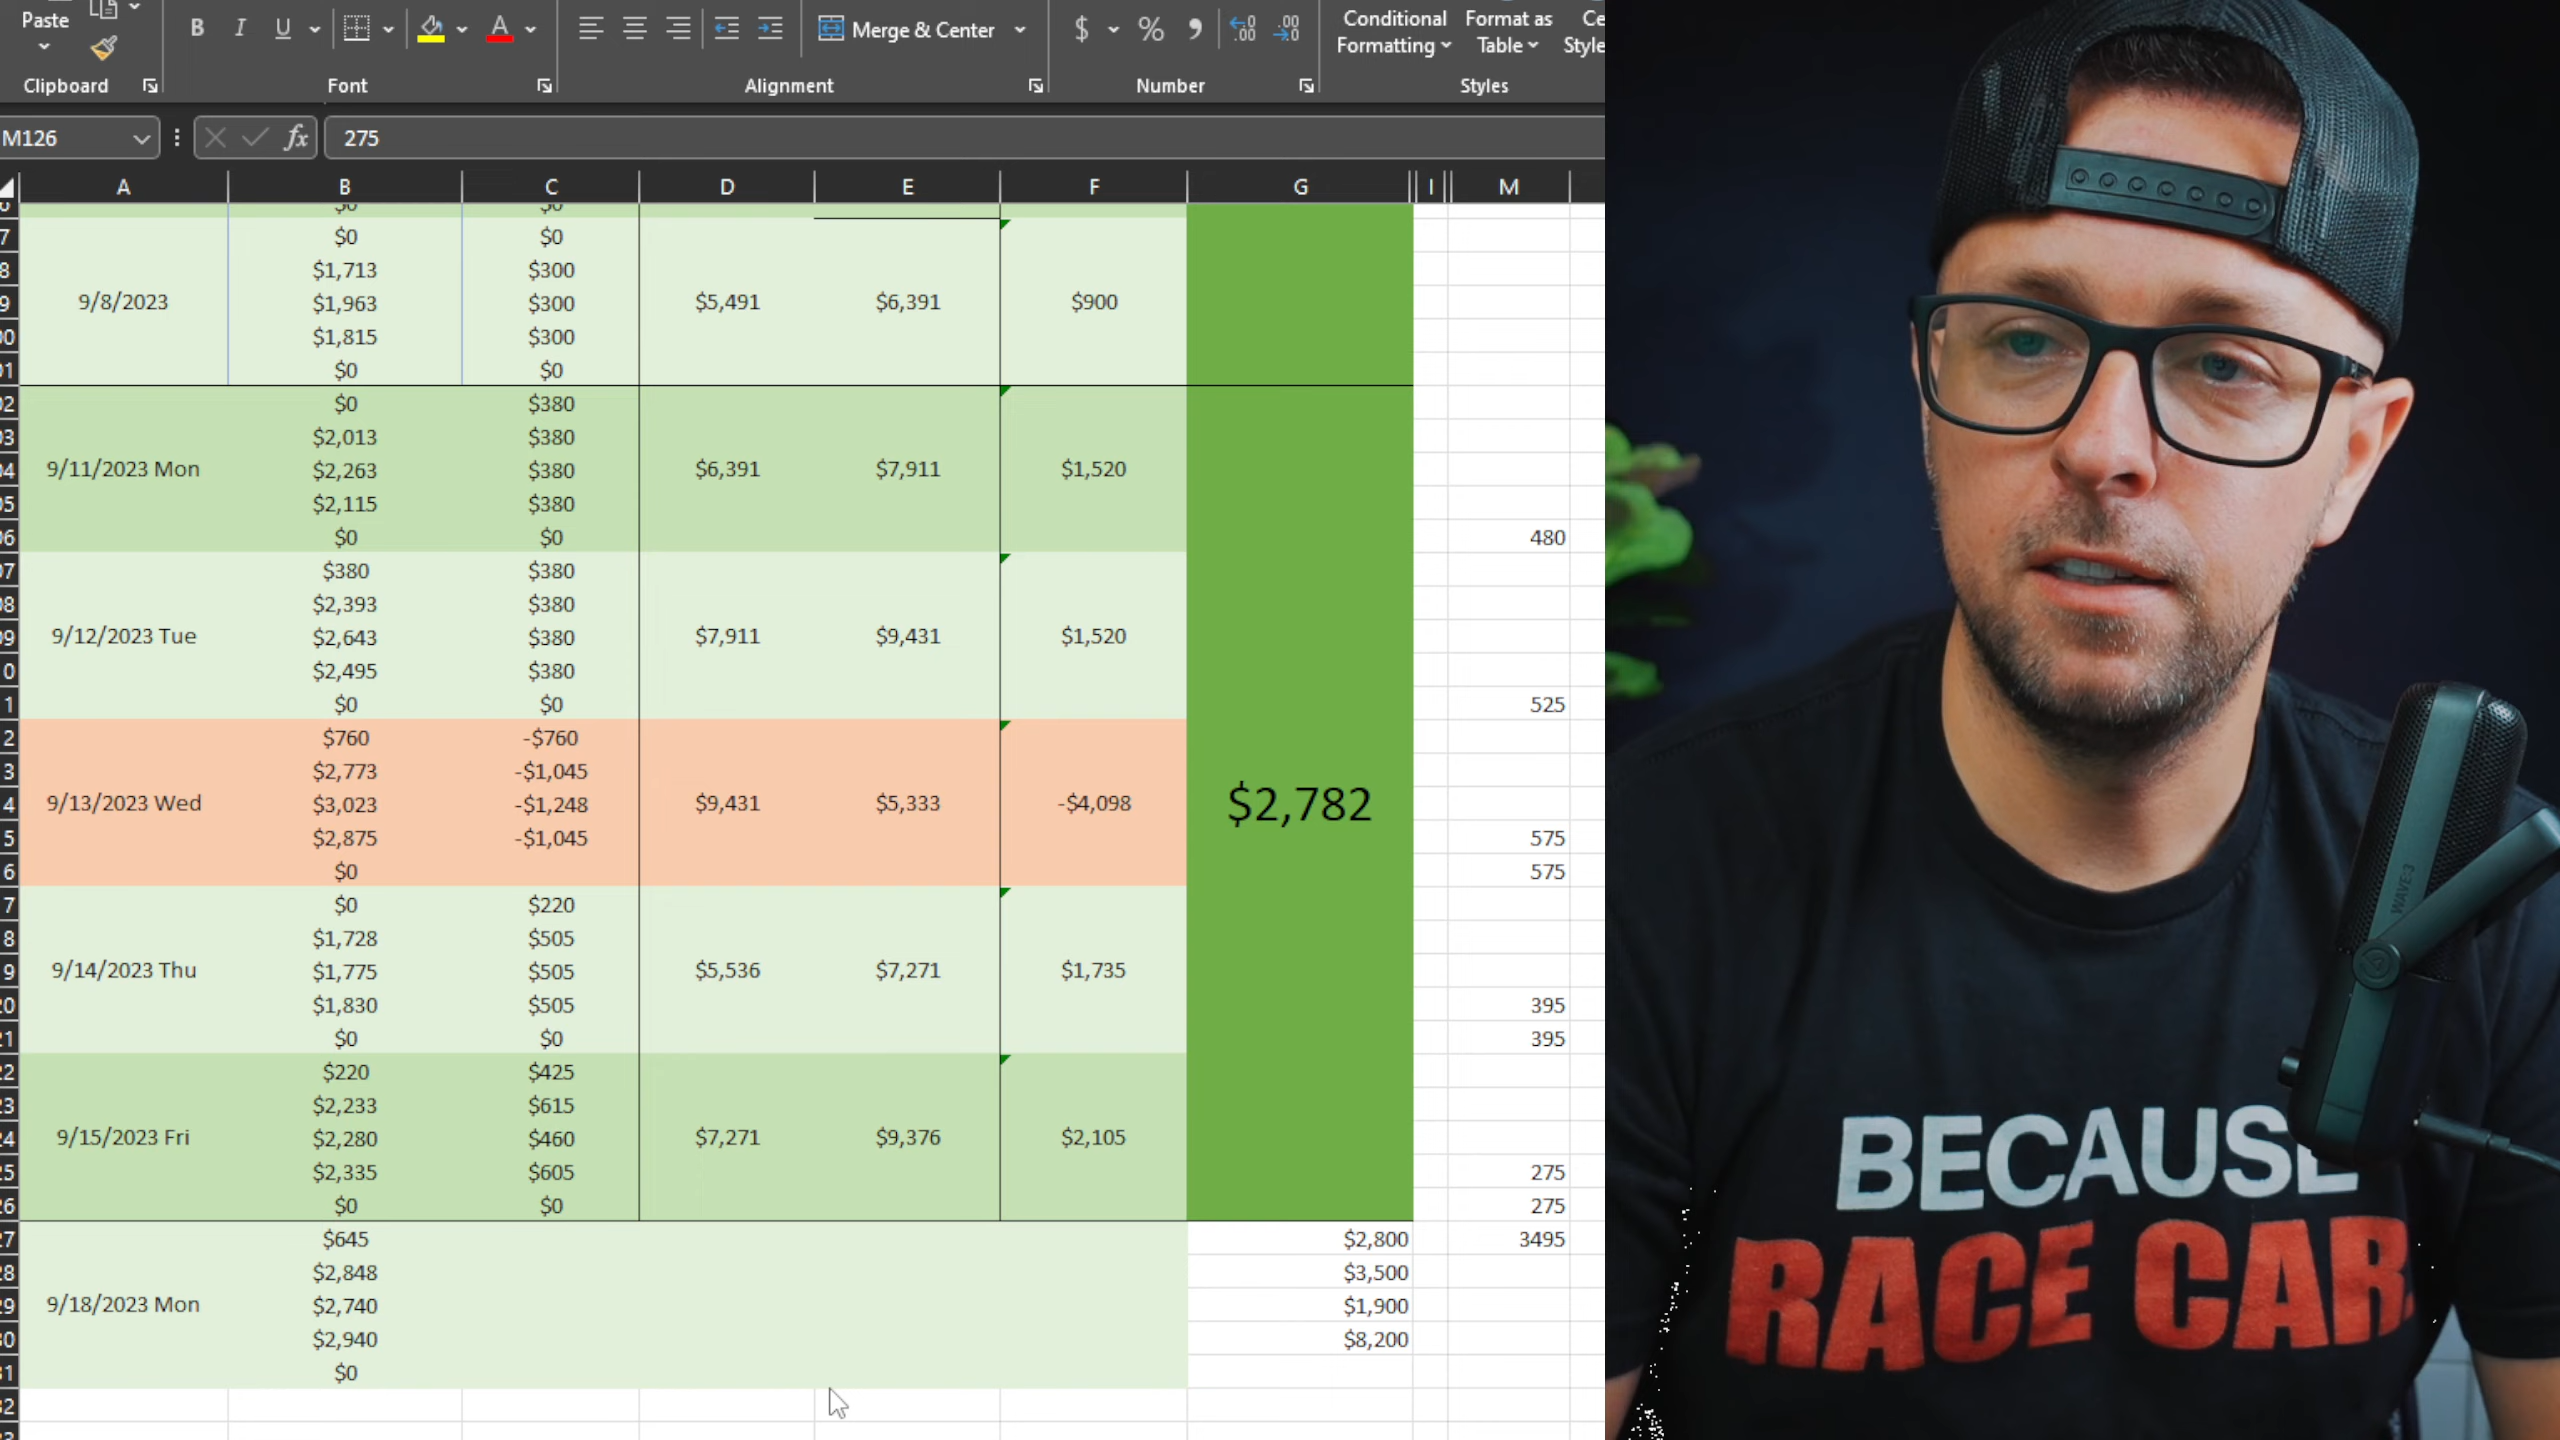 Paste
B I U A Merge & Center $ % , Conditional Format as
Formatting Table
Clipboard Font Alignment Number Styles
M126 fx 275
A B C D E F G I M
$0 $0
$1,713 $300
9/8/2023 $1,963 $300 $5,491 $6,391 $900
$1,815 $300
$0 $0
$0 $380
$2,013 $380
9/11/2023 Mon $2,263 $380 $6,391 $7,911 $1,520
$2,115 $380
$0 $0 480
$380 $380
$2,393 $380
9/12/2023 Tue $2,643 $380 $7,911 $9,431 $1,520
$2,495 $380
$0 $0 525
$760 -$760
$2,773 -$1,045
9/13/2023 Wed $3,023 -$1,248 $9,431 $5,333 -$4,098 $2,782
$2,875 -$1,045 575
$0 575
$0 $220
$1,728 $505
9/14/2023 Thu $1,775 $505 $5,536 $7,271 $1,735
$1,830 $505 395
$0 $0 395
$220 $425
$2,233 $615
9/15/2023 Fri $2,280 $460 $7,271 $9,376 $2,105
$2,335 $605 275
$0 $0 275
$645 $2,800 3495
$2,848 $3,500
9/18/2023 Mon $2,740 $1,900
$2,940 $8,200
$0
WAVE:3
BECAUSE
RACE CAR